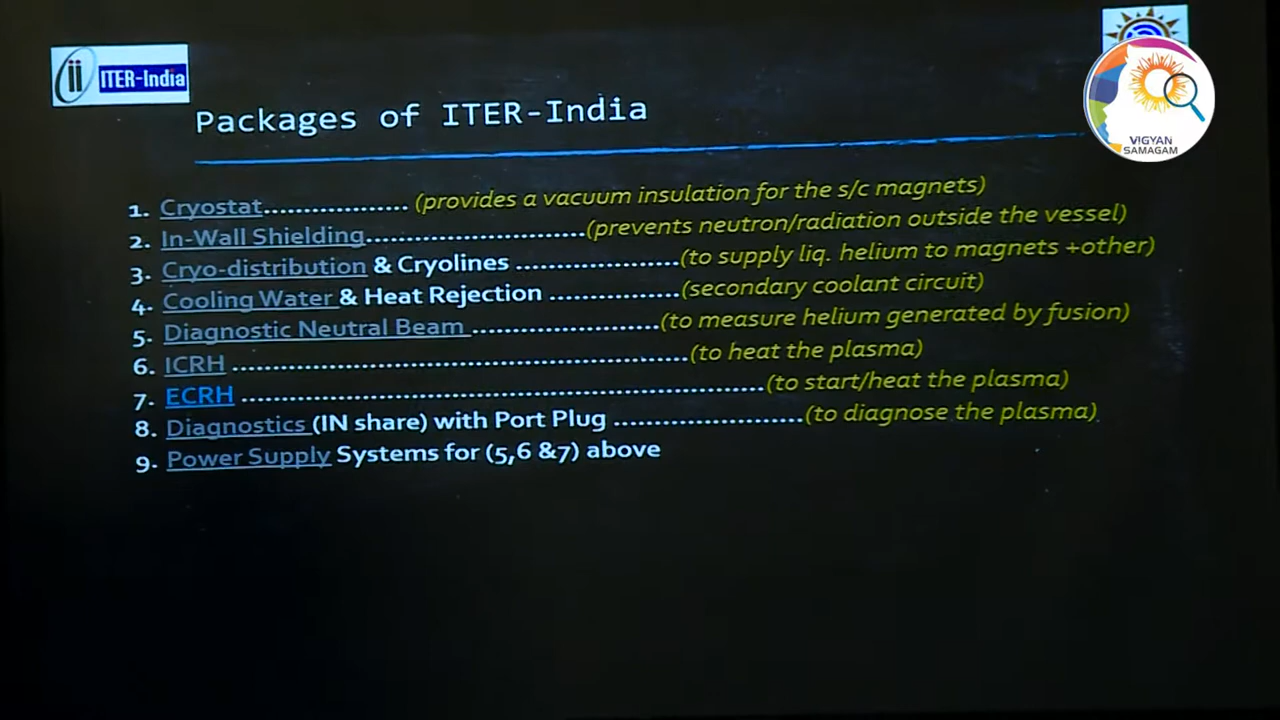 ii ITER-India
VIGYAN
SAMAGAM
Packages of ITER-India
1. Cryostat.................. (provides a vacuum insulation for the s/c magnets)
2. In-Wall Shielding...........................(prevents neutron/radiation outside the vessel)
3. Cryo-distribution & Cryolines ....................(to supply liq. helium to magnets +other)
4. Cooling Water & Heat Rejection ................(secondary coolant circuit)
5. Diagnostic Neutral Beam .......................(to measure helium generated by fusion)
6. ICRH .........................................................(to heat the plasma)
7. ECRH ................................................................(to start/heat the plasma)
8. Diagnostics (IN share) with Port Plug .......................(to diagnose the plasma)
9. Power Supply Systems for (5,6 &7) above